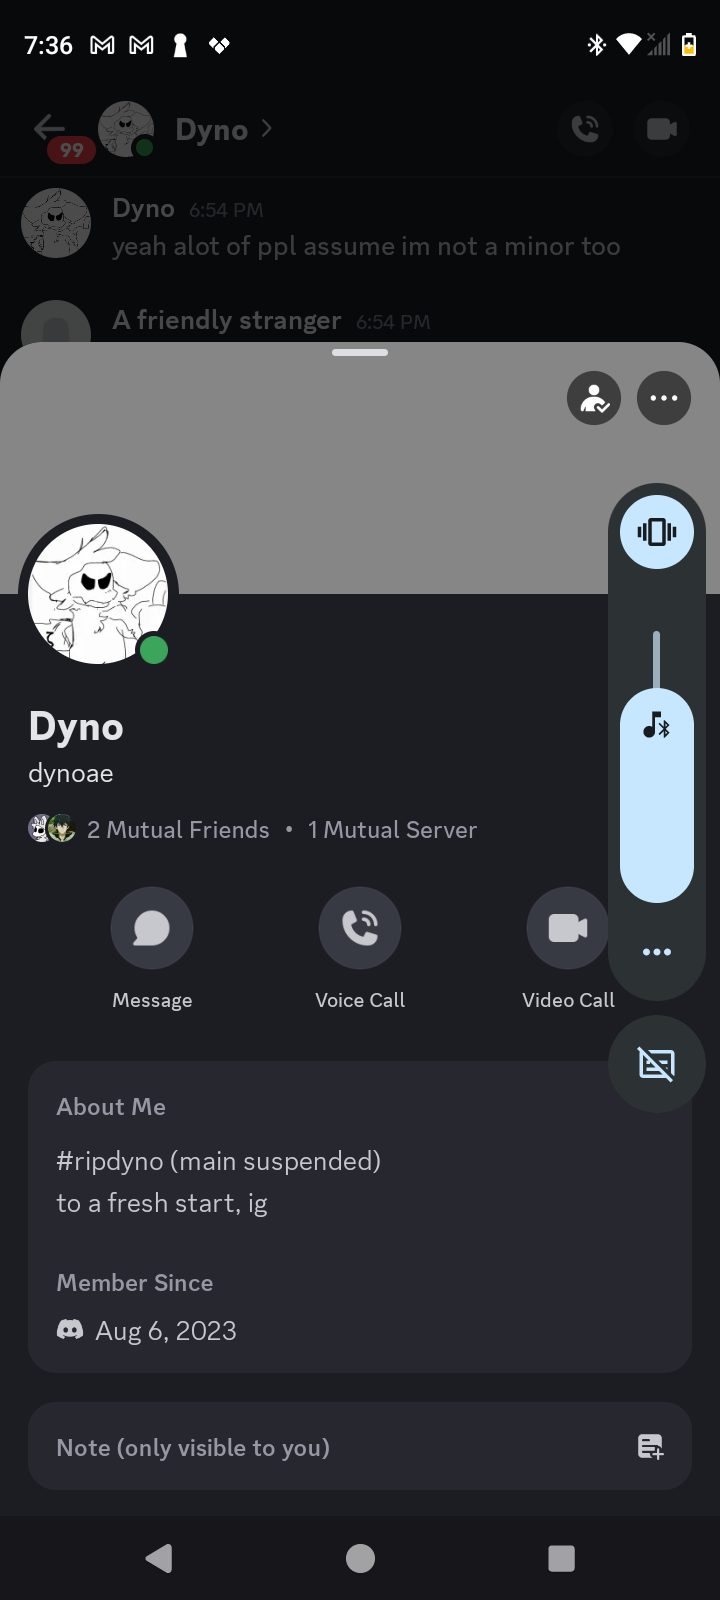 7:36
99
Dyno
Dyno 6:54 PM
yeah alot of ppl assume im not a minor too
A friendly stranger 6:54 PM
Dyno
dynoae
2 Mutual Friends • 1 Mutual Server
Message
Voice Call
Video Call
About Me
#ripdyno (main suspended)
to a fresh start, ig
Member Since
Aug 6, 2023
Note (only visible to you)